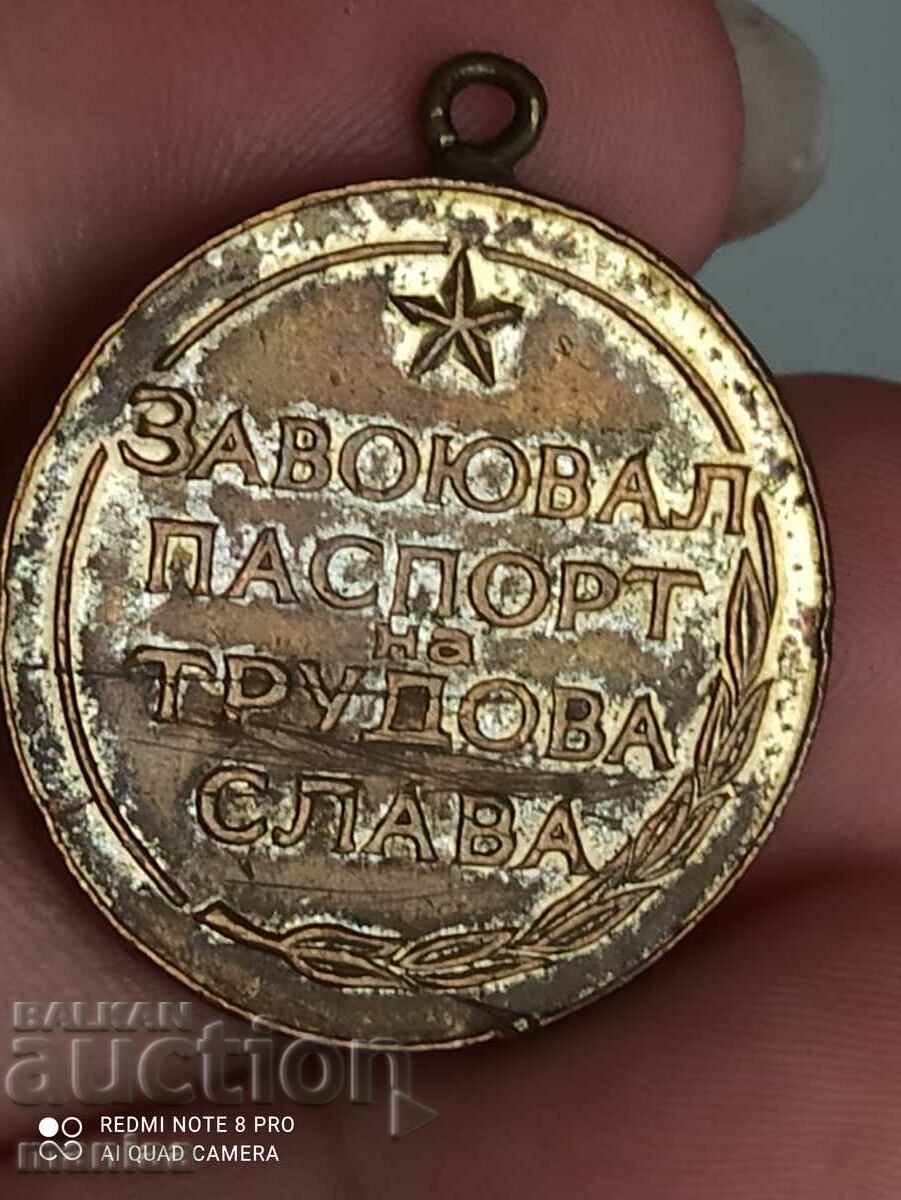 ЗАВОЮВАЛ
ПАСПОРТ
на
ТРУДОВА
СЛАВА
BALKAN
auction
REDMI NOTE 8 PRO
AI QUAD CAMERA